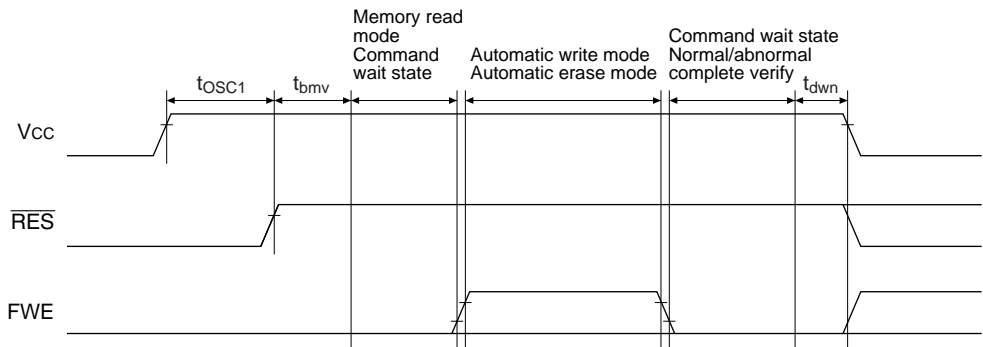 Memory read
mode
Command
wait state
Automatic write mode
Automatic erase mode
Command wait state
Normal/abnormal
complete verify
tOSC1
tbmv
tdwn
VCC
RES
FWE